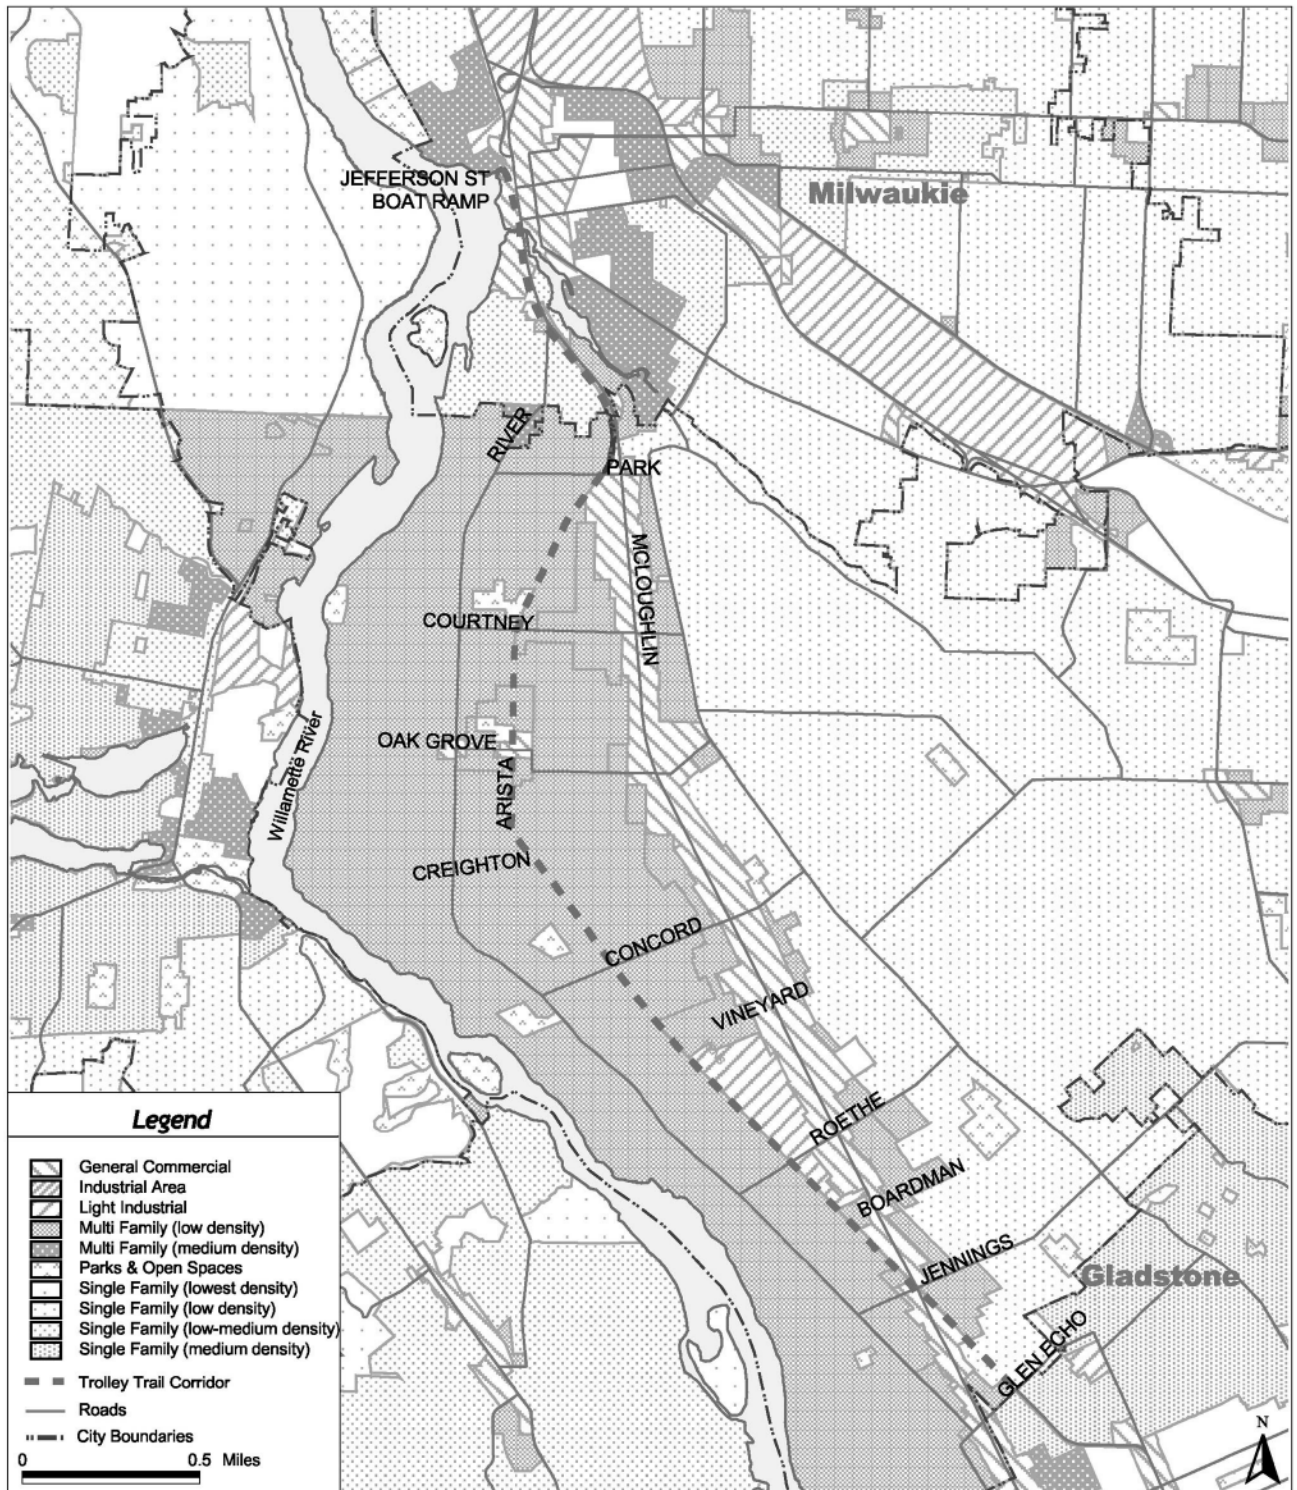 JEFFERSON ST
BOAT RAMP
Milwaukie
RIVER
PARK
MCLOUGHLIN
COURTNEY
OAK GROVE
ARISTA
Willamette River
CREIGHTON
CONCORD
VINEYARD
ROETHE
BOARDMAN
JENNINGS
Gladstone
GLEN ECHO
Legend
General Commercial
Industrial Area
Light Industrial
Multi Family (low density)
Multi Family (medium density)
Parks & Open Spaces
Single Family (lowest density)
Single Family (low density)
Single Family (low-medium density)
Single Family (medium density)
Trolley Trail Corridor
Roads
City Boundaries
0 0.5 Miles
N